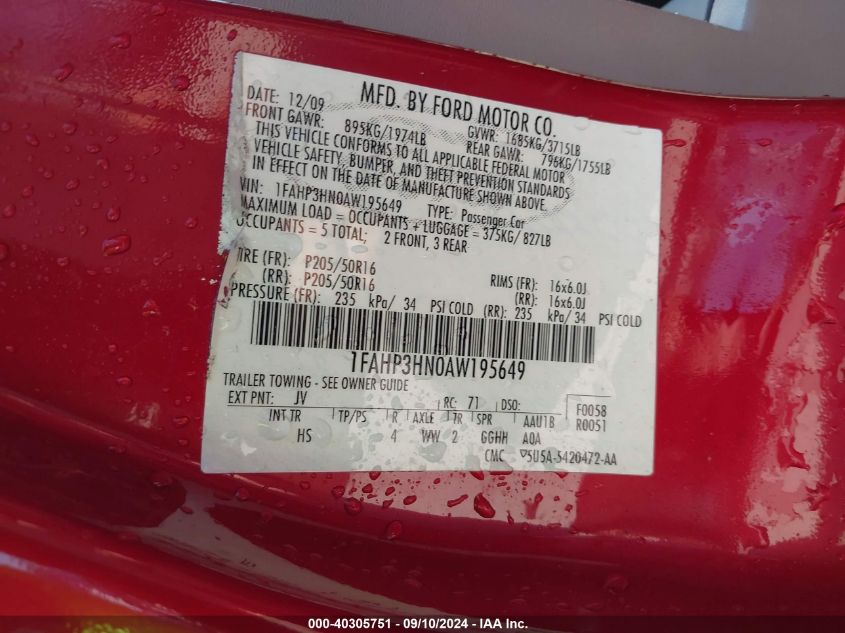 MFD. BY FORD MOTOR CO.
DATE: 12/09 GVWR: 1685KG/3715LB
FRONT GAWR: 895KG/1974LB REAR GAWR: 796KG/1755LB
THIS VEHICLE CONFORMS TO ALL APPLICABLE FEDERAL MOTOR
VEHICLE SAFETY, BUMPER, AND THEFT PREVENTION STANDARDS
IN EFFECT ON THE DATE OF MANUFACTURE SHOWN ABOVE.
VIN: 1FAHP3HN0AW195649 TYPE: Passenger Car
MAXIMUM LOAD = OCCUPANTS + LUGGAGE = 375KG/ 827LB
OCCUPANTS = 5 TOTAL; 2 FRONT, 3 REAR
TIRE (FR): P205/50R16 RIMS (FR): 16x6.0J
(RR): P205/50R16 (RR): 16x6.0J
PRESSURE (FR): 235 kPa/ 34 PSI COLD (RR): 235 kPa/ 34 PSI COLD
1FAHP3HN0AW195649
TRAILER TOWING - SEE OWNER GUIDE
EXT PNT: JV RC: 71 DSO: F0058
INT TR TP/PS R AXLE TR SPR AAU1B R0051
HS 4 WW 2 GGHH AQA
CMC 5U5A-5420472-AA
000-40305751 - 09/10/2024 - IAA Inc.